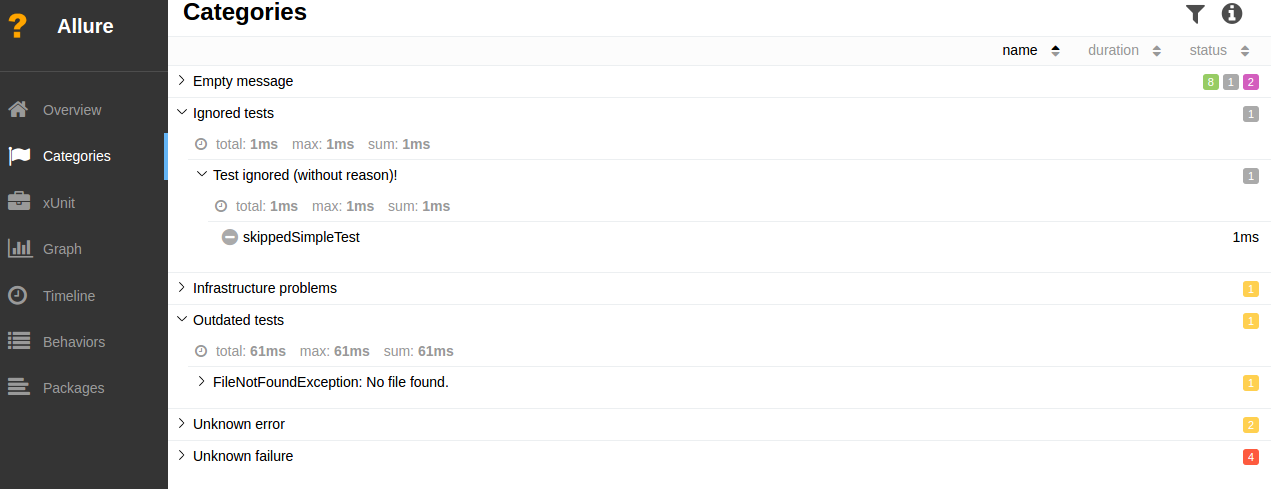 Categories
? Allure
name duration status
Empty message 8 1 2
Overview
Ignored tests 1
total: 1ms max: 1ms sum: 1ms
Categories
Test ignored (without reason)! 1
xUnit
total: 1ms max: 1ms sum: 1ms
Graph
skippedSimpleTest 1ms
Timeline
Infrastructure problems 1
Outdated tests 1
Behaviors
total: 61ms max: 61ms sum: 61ms
Packages
FileNotFoundException: No file found. 1
Unknown error 2
Unknown failure 4